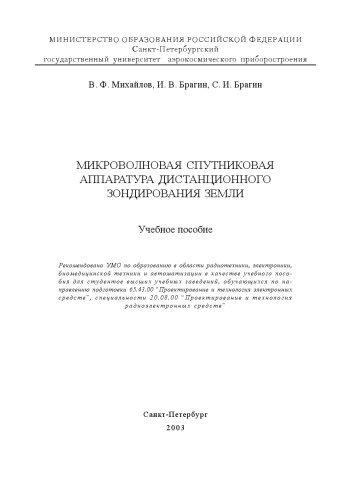 МИНИСТЕРСТВО ОБРАЗОВАНИЯ РОССИЙСКОЙ ФЕДЕРАЦИИ
Санкт-Петербургский
государственный университет аэрокосмического приборостроения
В. Ф. Михайлов, И. В. Брагин, С. И. Брагин
МИКРОВОЛНОВАЯ СПУТНИКОВАЯ
АППАРАТУРА ДИСТАНЦИОННОГО
ЗОНДИРОВАНИЯ ЗЕМЛИ
Учебное пособие
Рекомендовано УМО по образованию в области радиотехники, электроники,
биомедицинской техники и автоматизации в качестве учебного посо-
бия для студентов высших учебных заведений, обучающихся по на-
правлению подготовки 65.43.00 "Проектирование и технология электронных
средств", специальности 20.08.00 "Проектирование и технология
радиоэлектронных средств"
Санкт-Петербург
2003